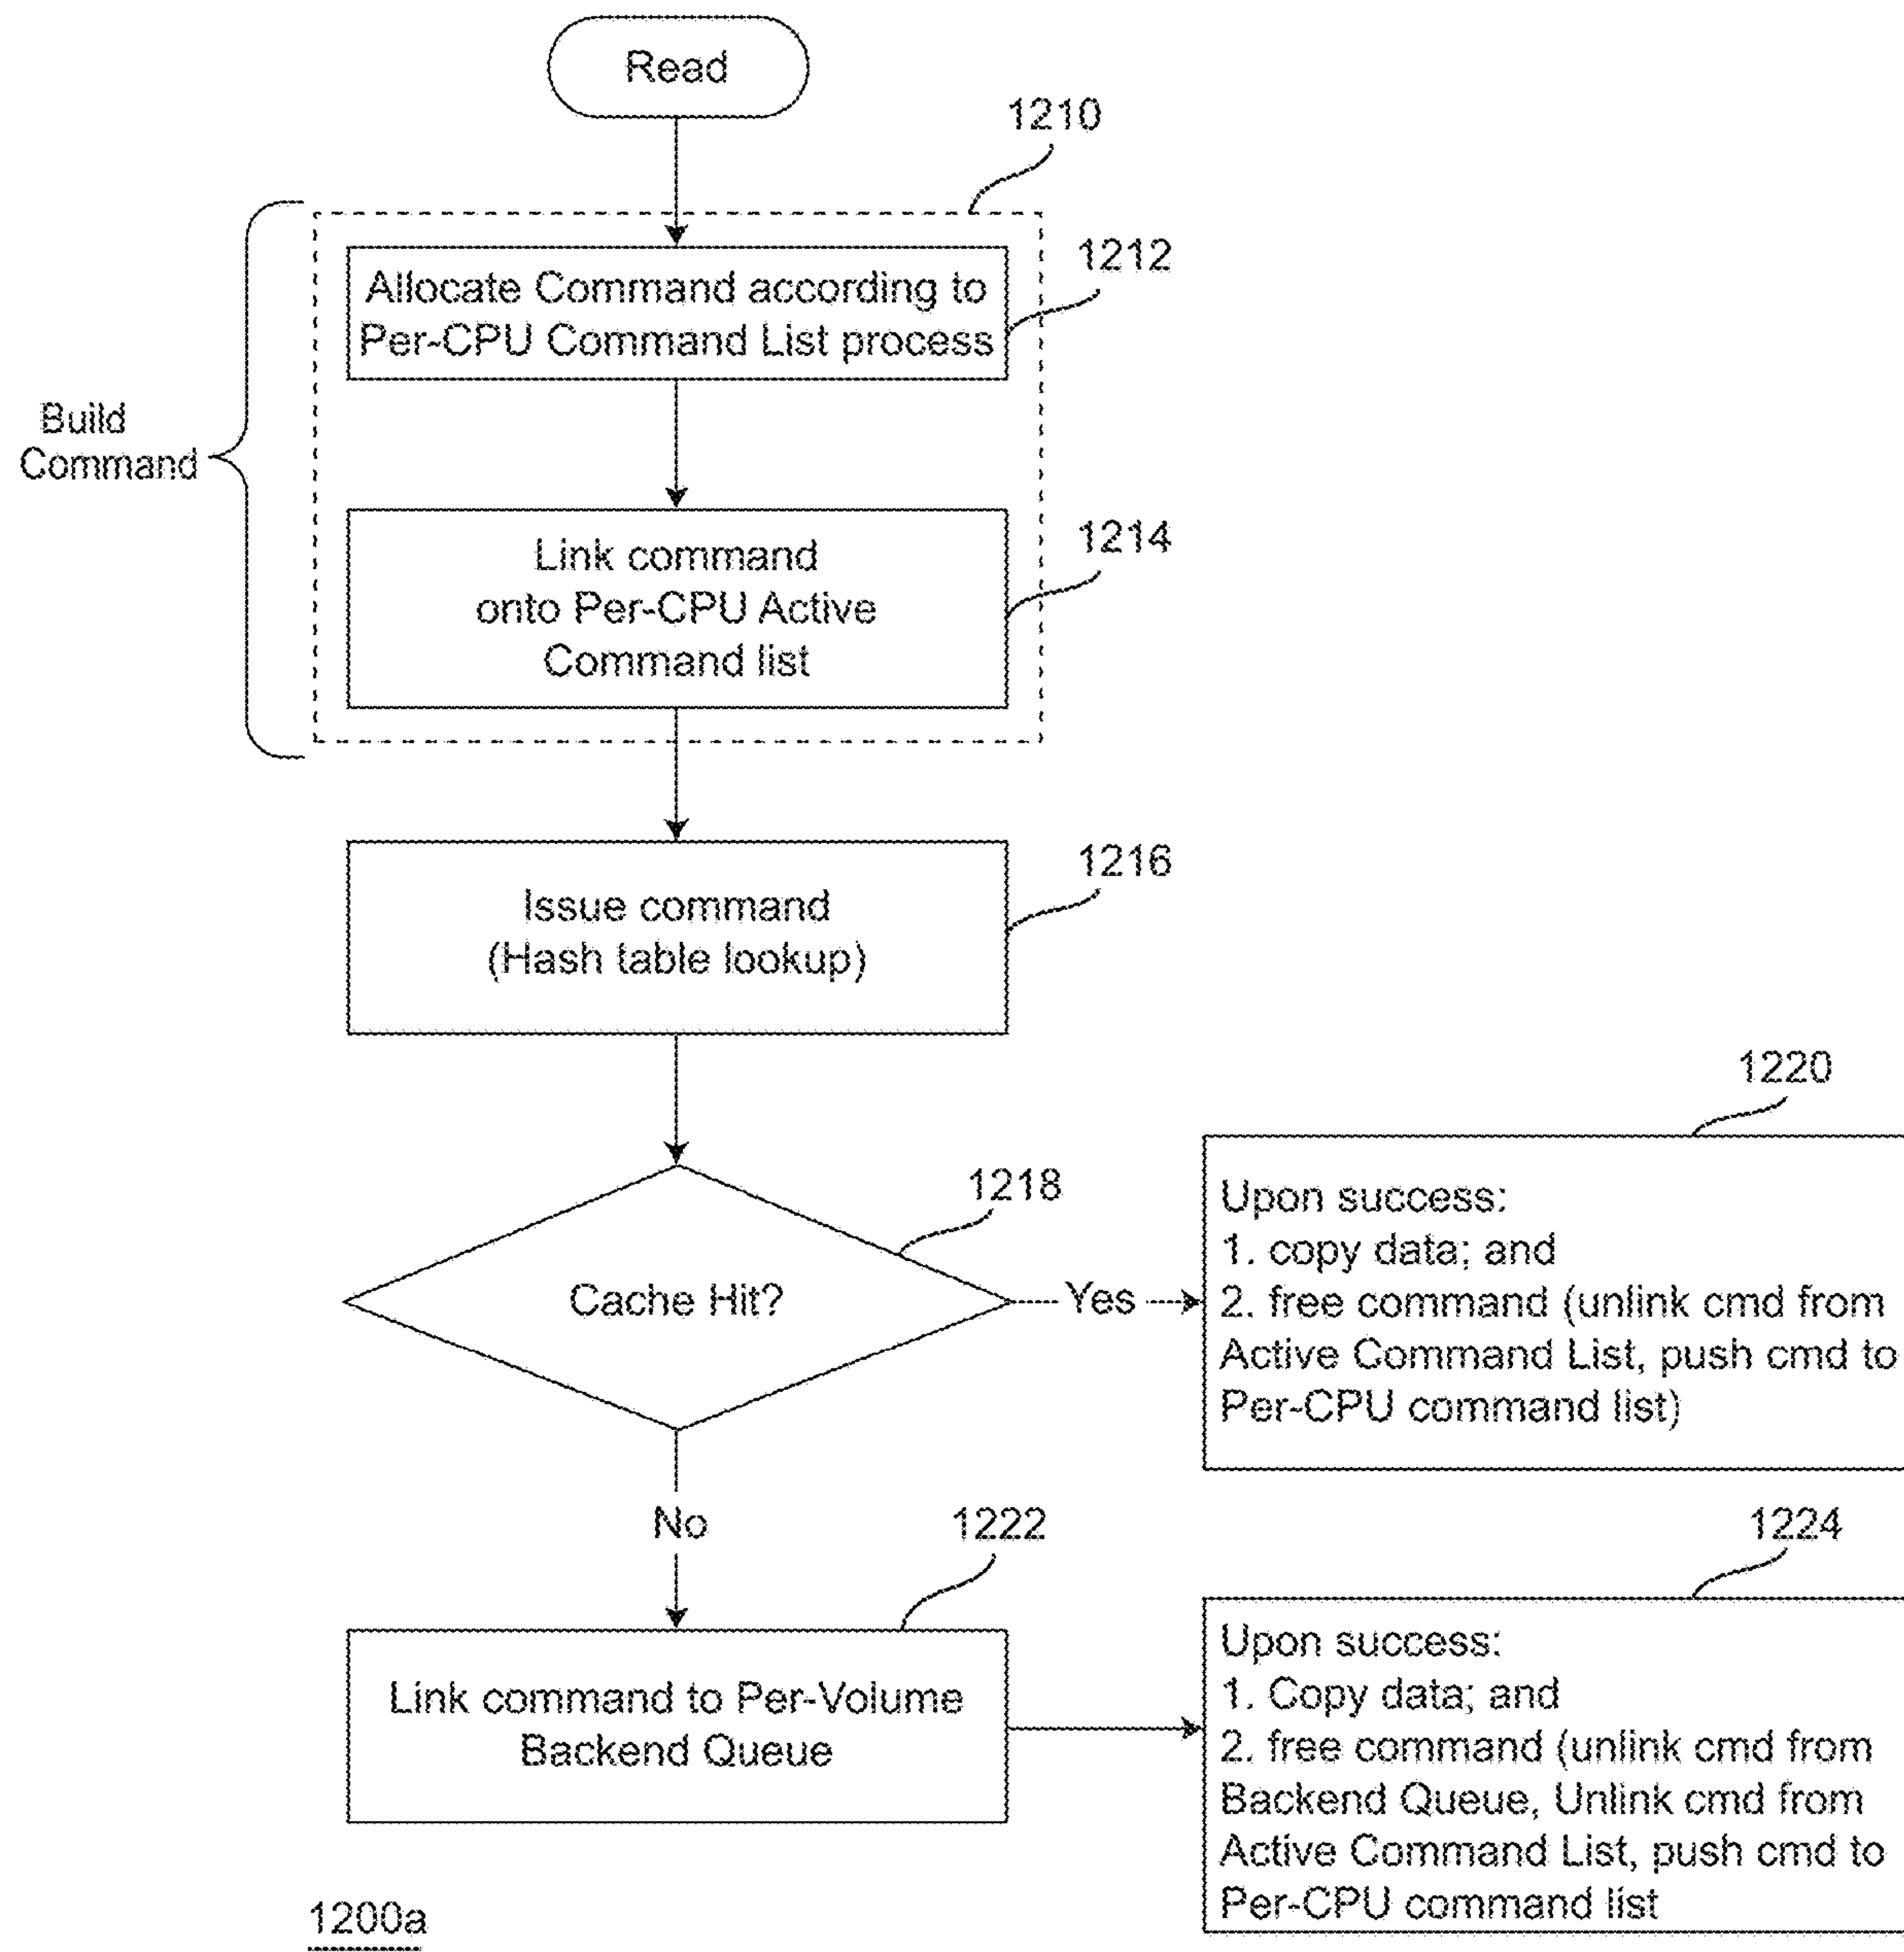 Read
1210
1212
Allocate Command according to
Per-CPU Command List process
Build
Command
1214
Link command
onto Per-CPU Active
Command list
1216
Issue command
(Hash table lookup)
1220
1218
Cache Hit?
Yes
Upon success:
1. copy data; and
2. free command (unlink cmd from
Active Command List, push cmd to
Per-CPU command list)
No
1222
1224
Link command to Per-Volume
Backend Queue
Upon success:
1. Copy data; and
2. free command (unlink cmd from
Backend Queue, Unlink cmd from
Active Command List, push cmd to
Per-CPU command list
1200a